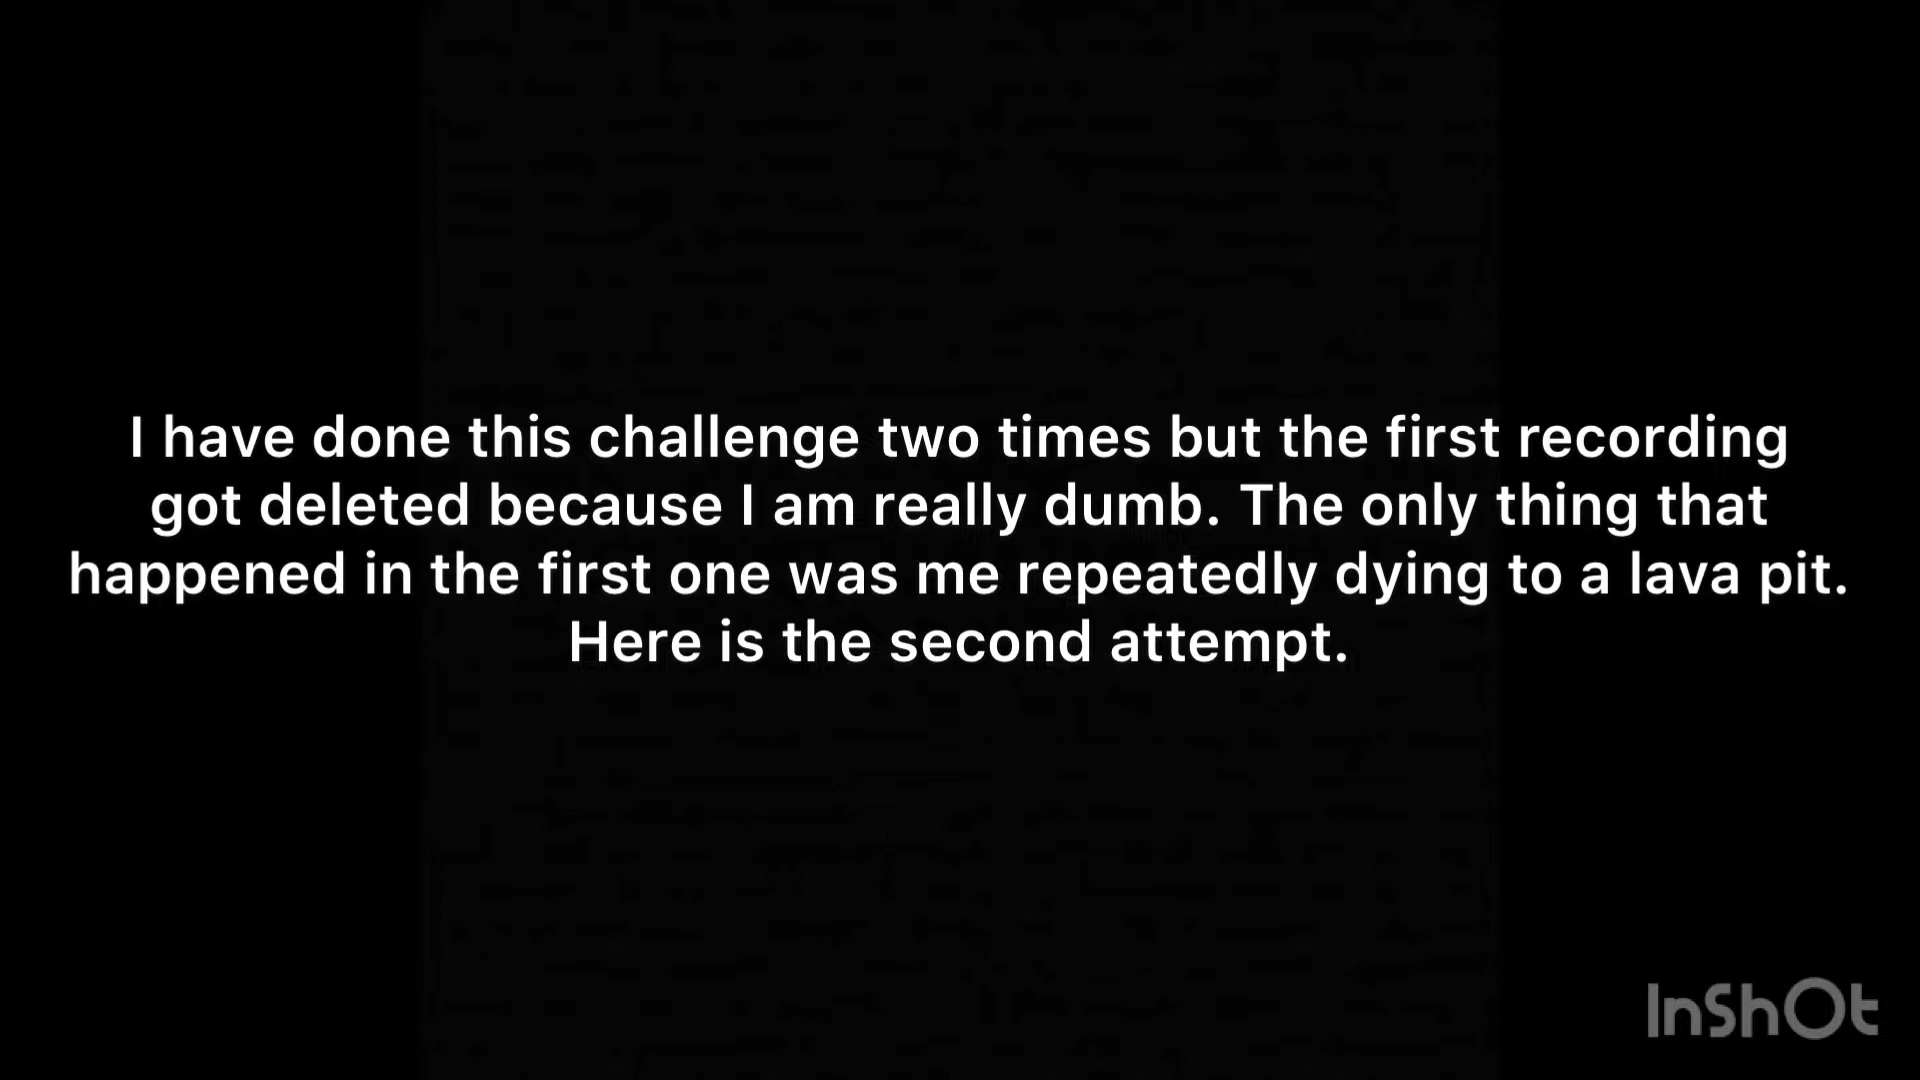 I have done this challenge two times but the first recording
got deleted because I am really dumb. The only thing that
happened in the first one was me repeatedly dying to a lava pit.
Here is the second attempt.
InShOt